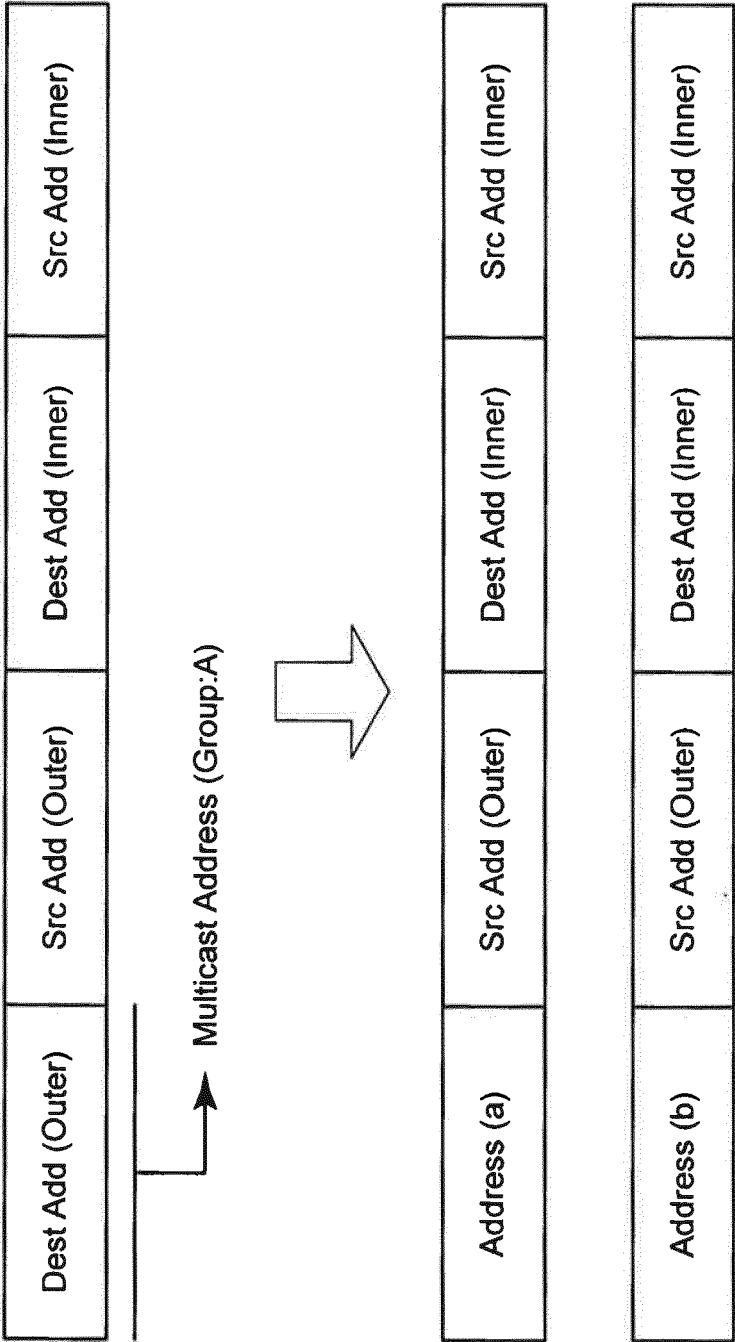 Dest Add (Outer)
Src Add (Outer)
Dest Add (Inner)
Src Add (Inner)
Multicast Address (Group:A)
Address (a)
Src Add (Outer)
Dest Add (Inner)
Src Add (Inner)
Address (b)
Src Add (Outer)
Dest Add (Inner)
Src Add (Inner)